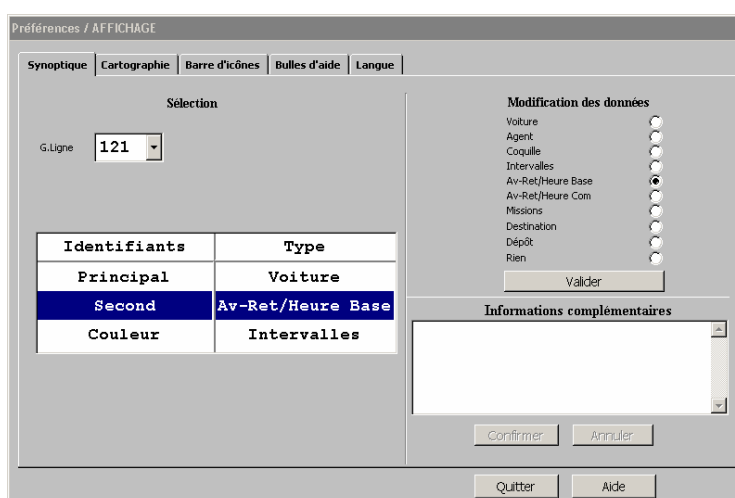 Préférences / AFFICHAGE
Synoptique Cartographie Barre d'icônes Bulles d'aide Langue
Sélection
G.Ligne 121
Identifiants Type
Principal Voiture
Second Av-Ret/Heure Base
Couleur Intervalles
Modification des données
Voiture
Agent
Coquille
Intervalles
Av-Ret/Heure Base
Av-Ret/Heure Com
Missions
Destination
Dépôt
Rien
Valider
Informations complémentaires
Confirmer Annuler
Quitter Aide